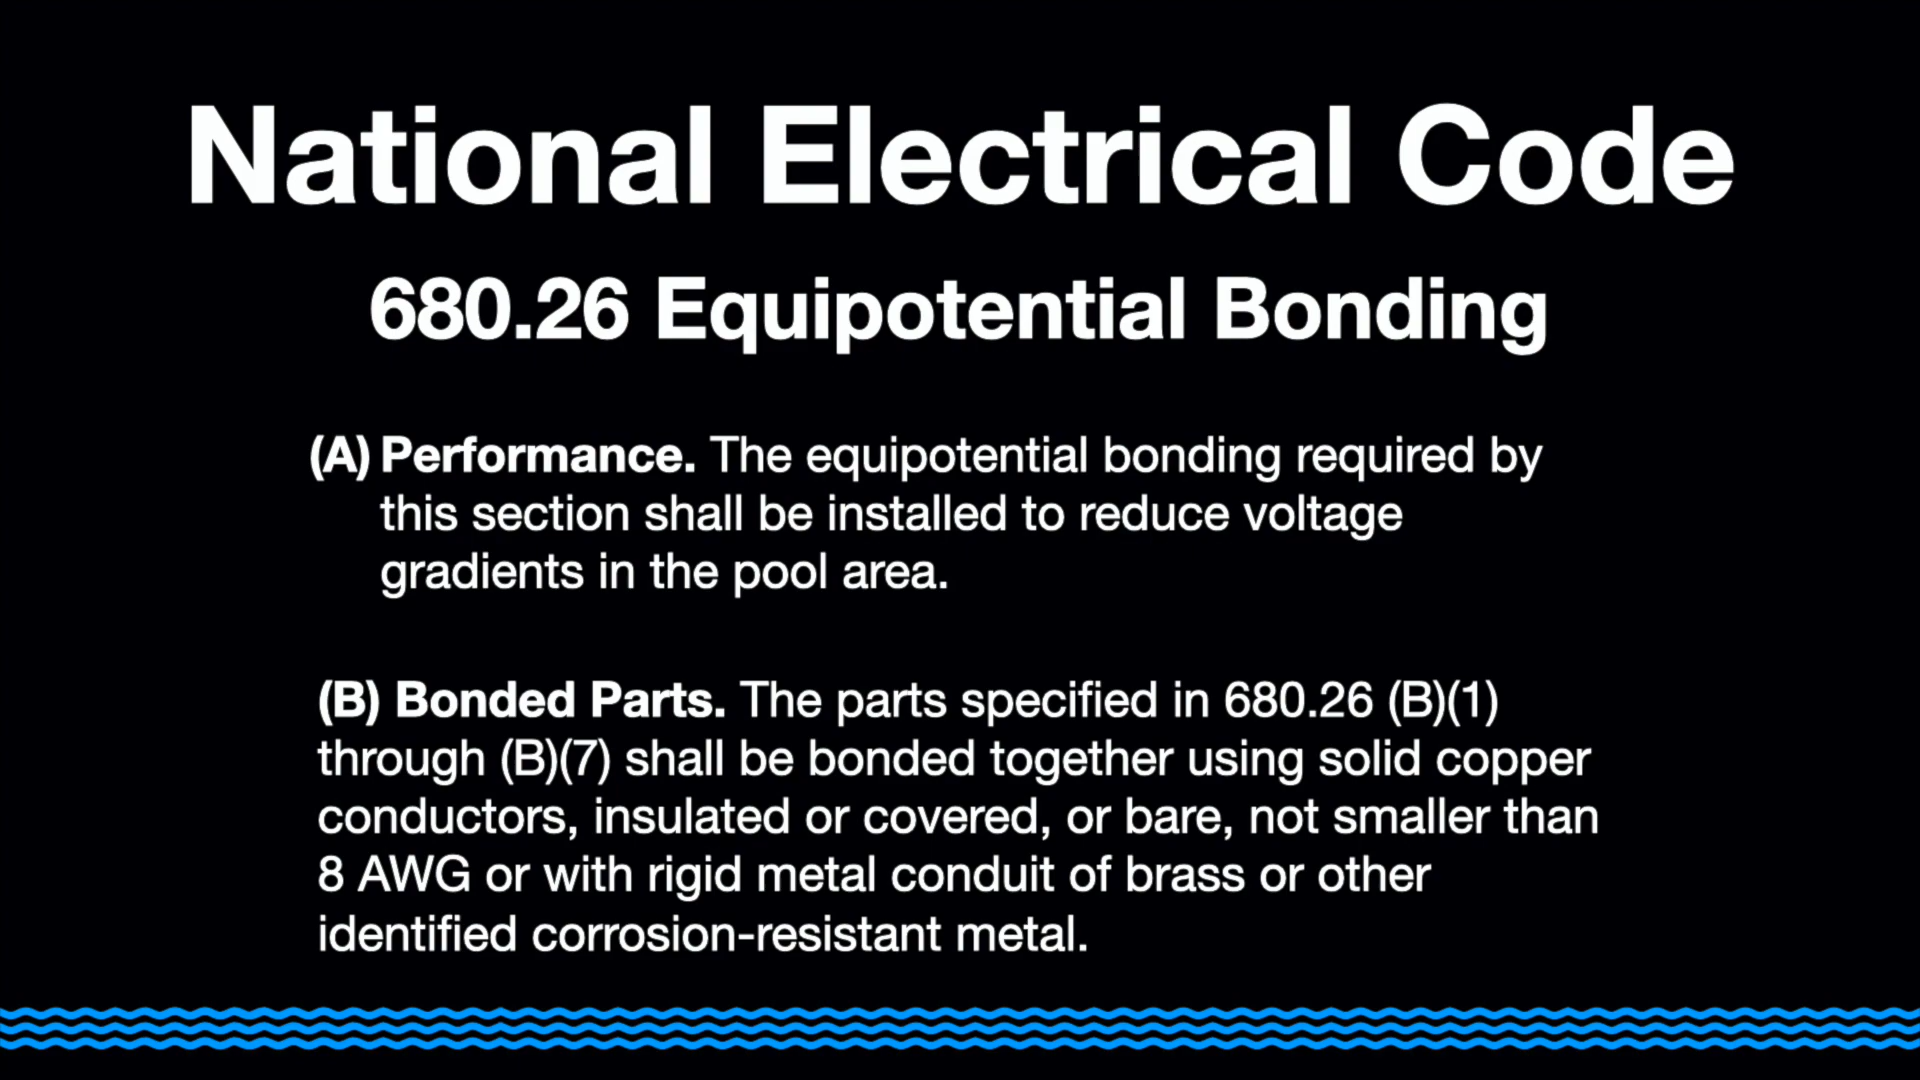 National Electrical Code
680.26 Equipotential Bonding
(A) Performance. The equipotential bonding required by
this section shall be installed to reduce voltage
gradients in the pool area.
(B) Bonded Parts. The parts specified in 680.26 (B)(1)
through (B)(7) shall be bonded together using solid copper
conductors, insulated or covered, or bare, not smaller than
8 AWG or with rigid metal conduit of brass or other
identified corrosion-resistant metal.